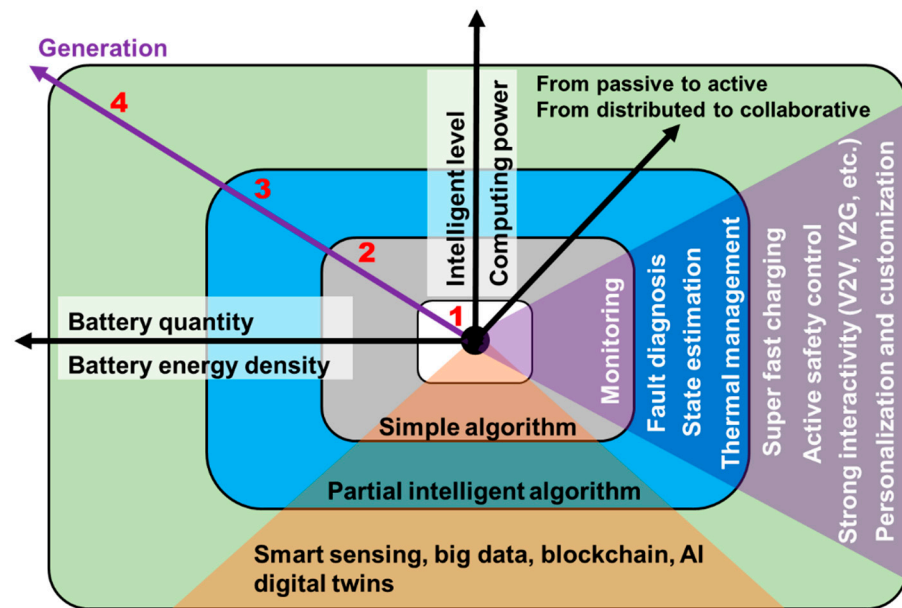 Generation
4
3
2
1
Intelligent level
Computing power
From passive to active
From distributed to collaborative
Battery quantity
Battery energy density
Monitoring
Fault diagnosis
State estimation
Thermal management
Super fast charging
Active safety control
Strong interactivity (V2V, V2G, etc.)
Personalization and customization
Simple algorithm
Partial intelligent algorithm
Smart sensing, big data, blockchain, AI
digital twins